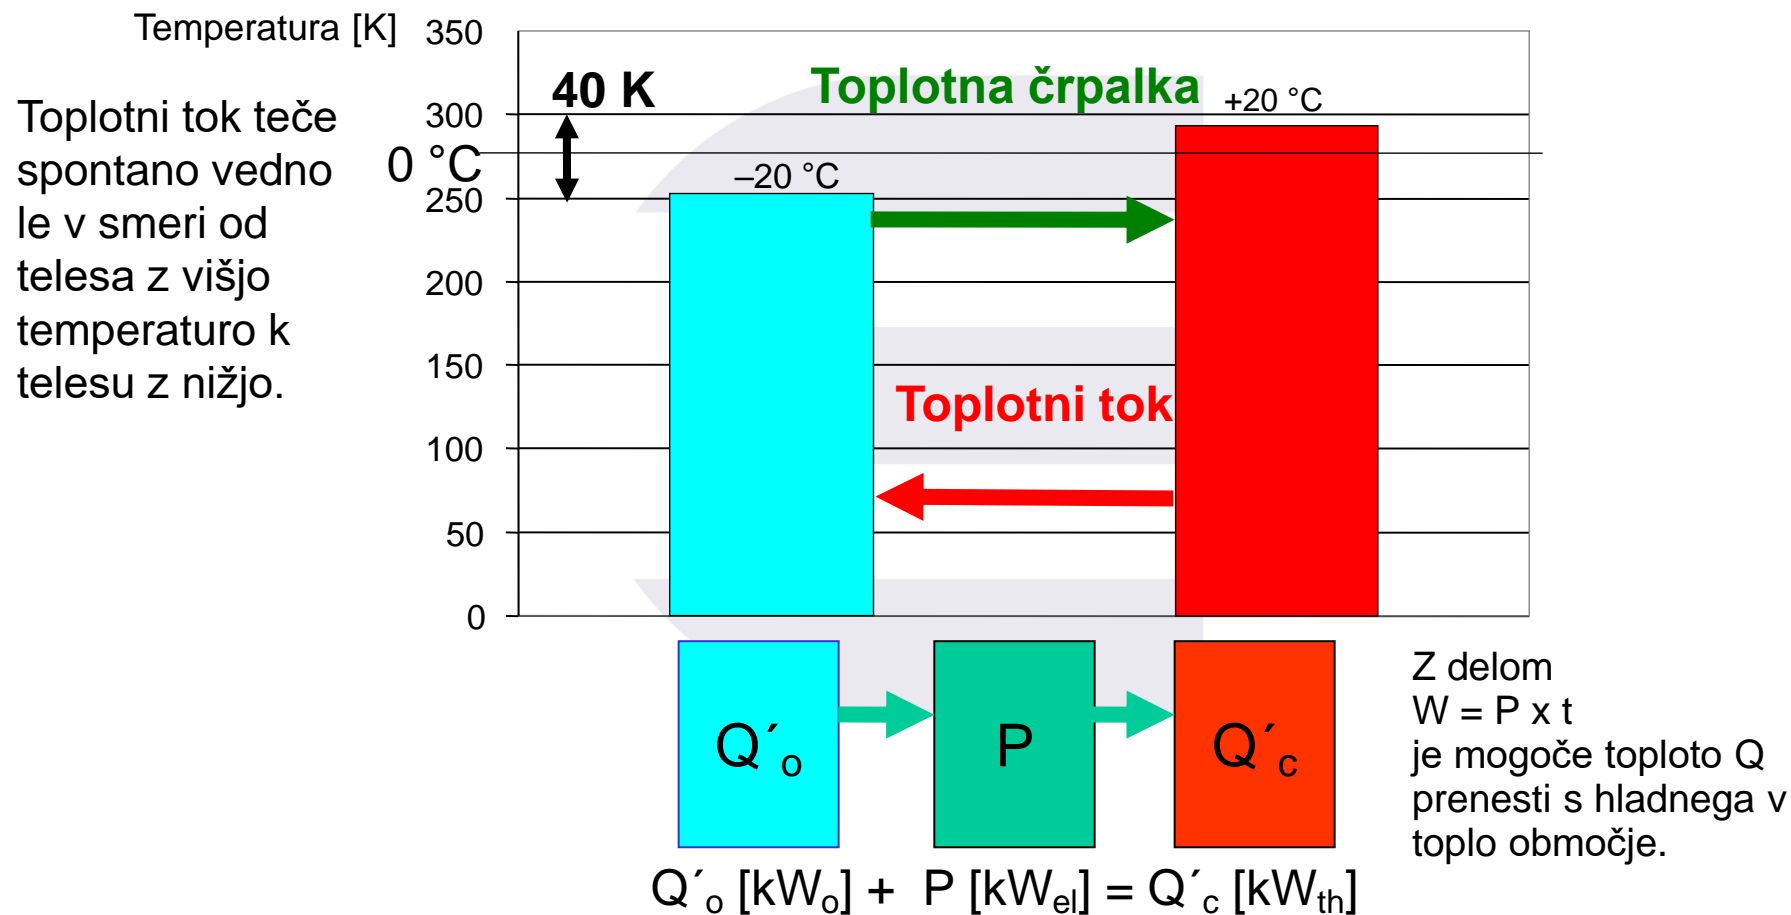 Temperatura [K]
Toplotni tok teče
spontano vedno
le v smeri od
telesa z višjo
temperaturo k
telesu z nižjo.
350
300
0 °C
250
200
150
100
50
0
40 K
Toplotna črpalka
+20 °C
–20 °C
Toplotni tok
Q´o
P
Q´c
Q´o [kWo] + P [kWel] = Q´c [kWth]
Z delom
W = P x t
je mogoče toploto Q
prenesti s hladnega v
toplo območje.